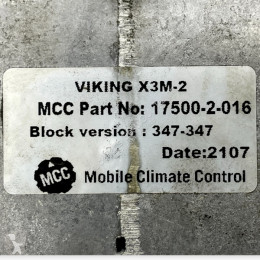 VIKING X3M-2
MCC Part No: 17500-2-016
Block version : 347-347
Date:2107
MCC Mobile Climate Control